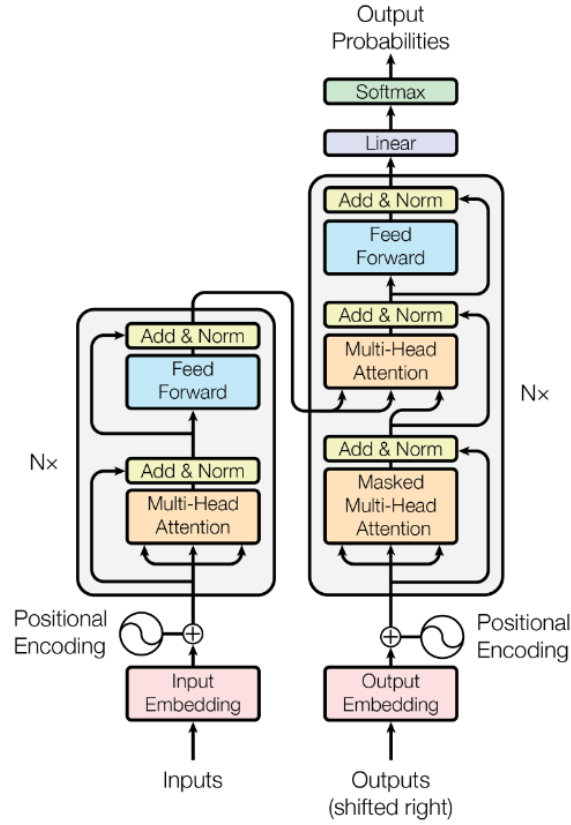 Output
Probabilities
Softmax
Linear
Add & Norm
Feed
Forward
Add & Norm
Multi-Head
Attention
Add & Norm
Masked
Multi-Head
Attention
N×
Add & Norm
Feed
Forward
Add & Norm
Multi-Head
Attention
N×
Positional
Encoding
Positional
Encoding
Input
Embedding
Output
Embedding
Inputs
Outputs
(shifted right)